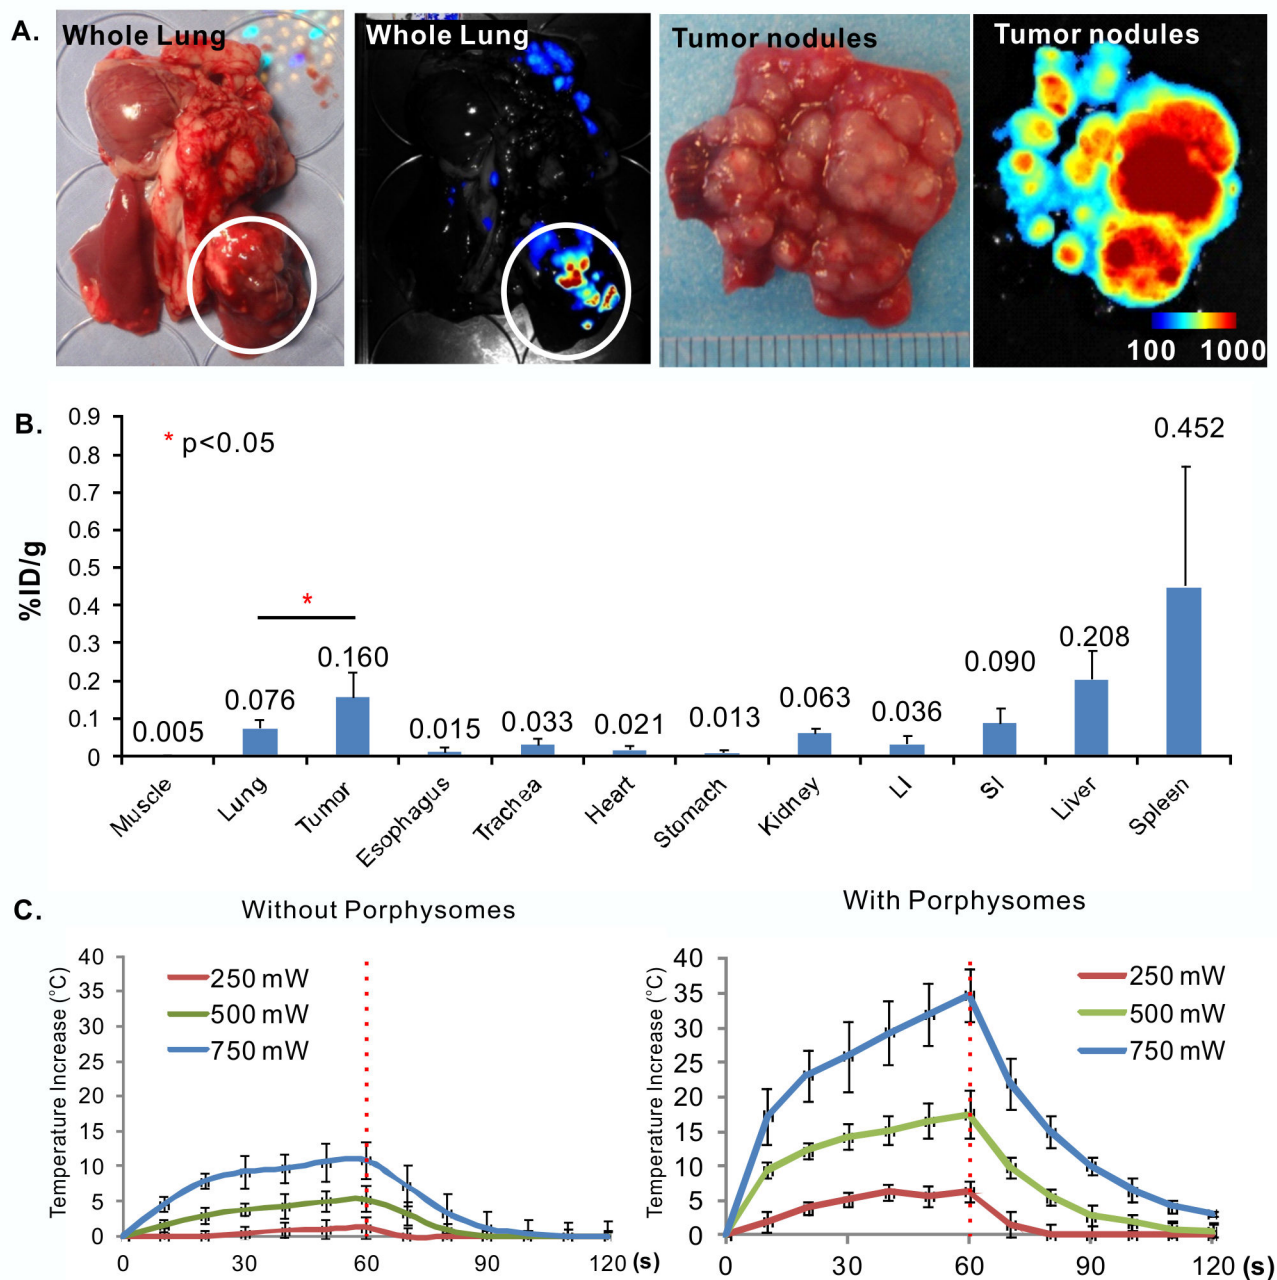 A.
Whole Lung
Whole Lung
Tumor nodules
Tumor nodules
100 1000
B.
* p<0.05
%ID/g
0.9
0.8
0.7
0.6
0.5
0.4
0.3
0.2
0.1
0
0.005
0.076
0.160
*
0.015
0.033
0.021
0.013
0.063
0.036
0.090
0.208
0.452
Muscle
Lung
Tumor
Esophagus
Trachea
Heart
Stomach
Kidney
LI
SI
Liver
Spleen
C.
Without Porphysomes
Temperature Increase (°C)
40
35
30
25
20
15
10
5
0
250 mW
500 mW
750 mW
0 30 60 90 120 (s)
With Porphysomes
Temperature Increase (°C)
40
35
30
25
20
15
10
5
0
250 mW
500 mW
750 mW
0 30 60 90 120 (s)